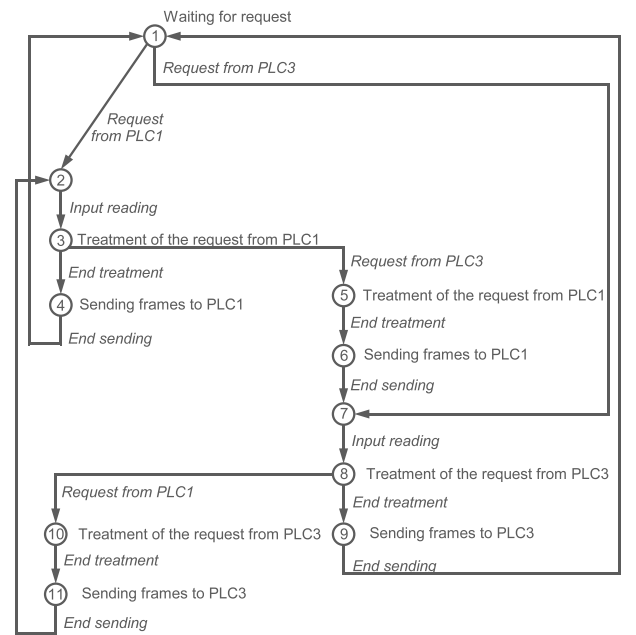 Waiting for request
1
Request from PLC3
Request
from PLC1
2
Input reading
3 Treatment of the request from PLC1
Request from PLC3
End treatment
4 Sending frames to PLC1
5 Treatment of the request from PLC1
End treatment
End sending
6 Sending frames to PLC1
End sending
7
Input reading
8 Treatment of the request from PLC3
Request from PLC1
End treatment
10 Treatment of the request from PLC3
9 Sending frames to PLC3
End treatment
End sending
11 Sending frames to PLC3
End sending